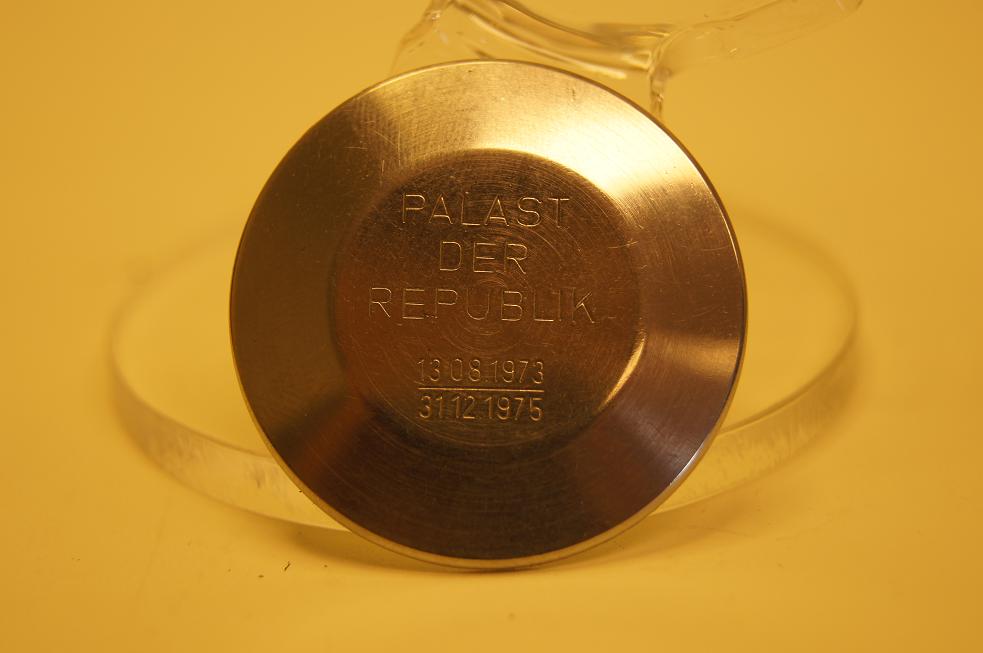 PALAST
DER
REPUBLIK
13.08.1973
31.12.1975